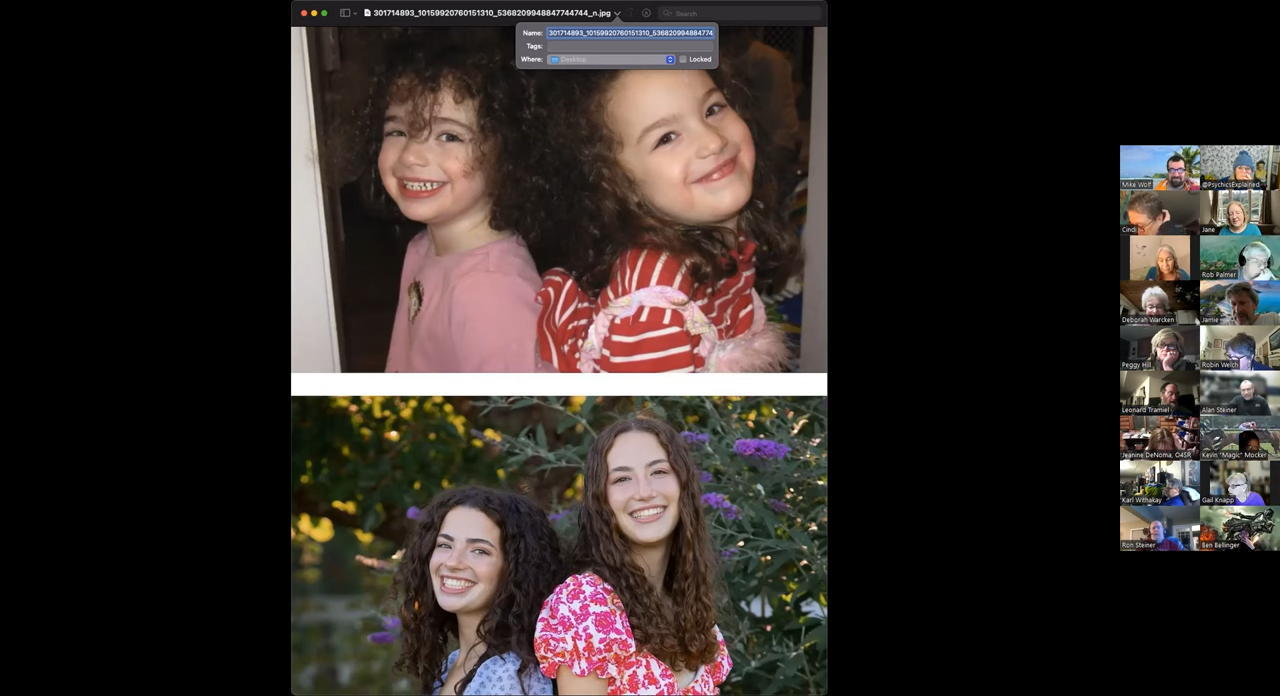 301714893_10159920760151310_5368209948847744744_n.jpg
Search
Name: 301714893_10159920760151310_536820994884774
Tags:
Where: Desktop Locked
Mike Wolf @PsychicsExplained
Cindi Jane
Rob Palmer
Deborah Warcken Jamie
Peggy Hill Robin Welch
Leonard Tramiel Alan Steiner
Jeanine DeNoma, O4SR Kevin "Magic" Mocker
Karl Withakay Gail Knapp
Ron Steiner Ben Bellinger